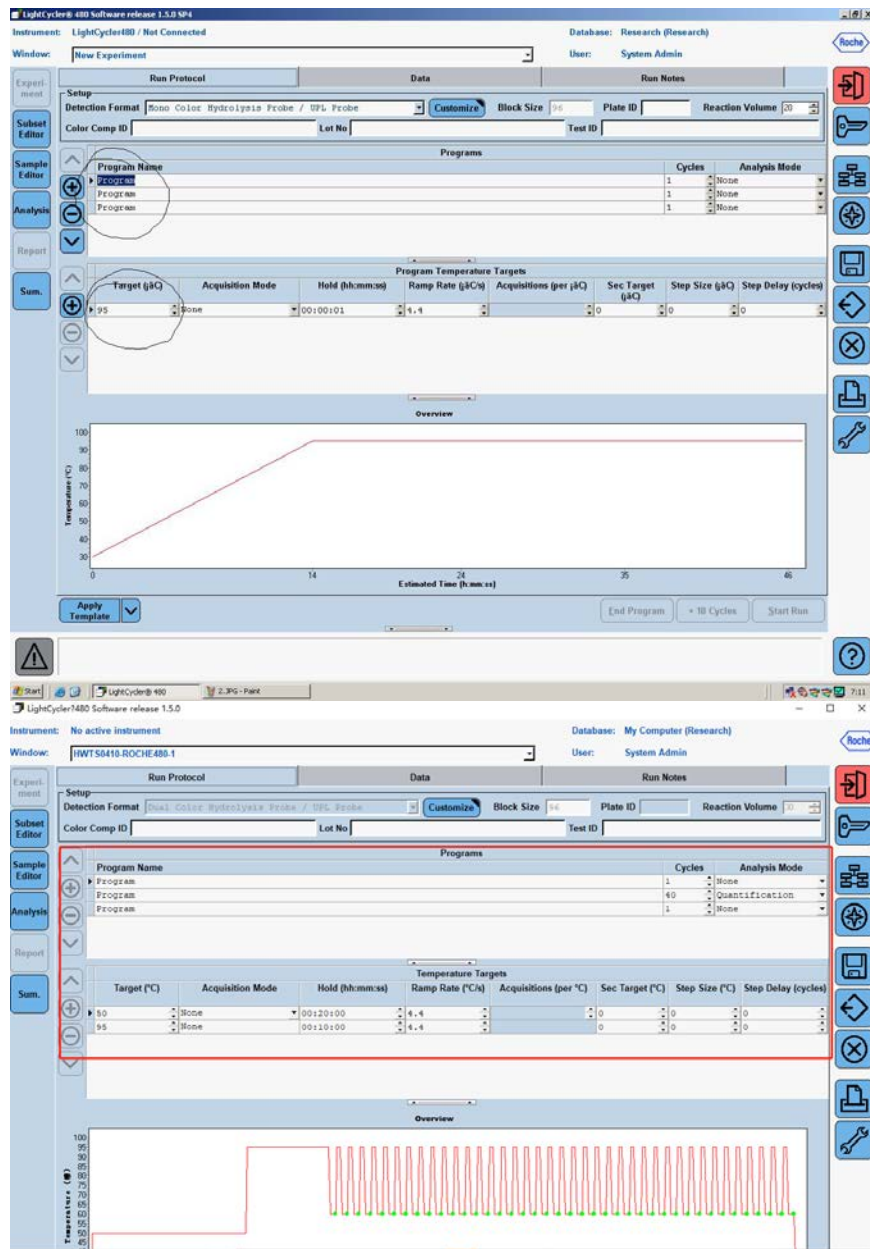 LightCycler® 480 Software release 1.5.0 SP4
Instrument: LightCycler480 / Not Connected Database: Research (Research)
Window: New Experiment User: System Admin
Roche
Experi-
ment
Run Protocol Data Run Notes
Setup
Detection Format Mono Color Hydrolysis Probe / UPL Probe Customize Block Size 96 Plate ID Reaction Volume 20
Subset
Editor
Color Comp ID Lot No Test ID
Programs
Sample
Editor
Program Name Cycles Analysis Mode
Program 1 None
Program 1 None
Program 1 None
Analysis
Report
Sum.
Program Temperature Targets
Target (¡ãC) Acquisition Mode Hold (hh:mm:ss) Ramp Rate (¡ãC/s) Acquisitions (per ¡ãC) Sec Target (¡ãC) Step Size (¡ãC) Step Delay (cycles)
95 None 00:00:01 4.4 0 0 0
Overview
Temperature (°C)
100
90
80
70
60
50
40
30
0 14 24 35 46
Estimated Time (h:mm:ss)
Apply
Template
End Program + 10 Cycles Start Run
Start LightCycler® 480 2.JPG - Paint 7:11
LightCycler?480 Software release 1.5.0
Instrument: No active instrument Database: My Computer (Research)
Window: HWTS0410-ROCHE480-1 User: System Admin
Roche
Experi-
ment
Run Protocol Data Run Notes
Setup
Detection Format Dual Color Hydrolysis Probe / UPL Probe Customize Block Size 96 Plate ID Reaction Volume
Subset
Editor
Color Comp ID Lot No Test ID
Programs
Sample
Editor
Program Name Cycles Analysis Mode
Program 1 None
Program 40 Quantification
Program 1 None
Analysis
Report
Sum.
Temperature Targets
Target (°C) Acquisition Mode Hold (hh:mm:ss) Ramp Rate (°C/s) Acquisitions (per °C) Sec Target (°C) Step Size (°C) Step Delay (cycles)
50 None 00:20:00 4.4 0 0 0
95 None 00:10:00 4.4 0 0 0
Overview
Temperature
100
95
90
85
80
75
70
65
60
55
50
45